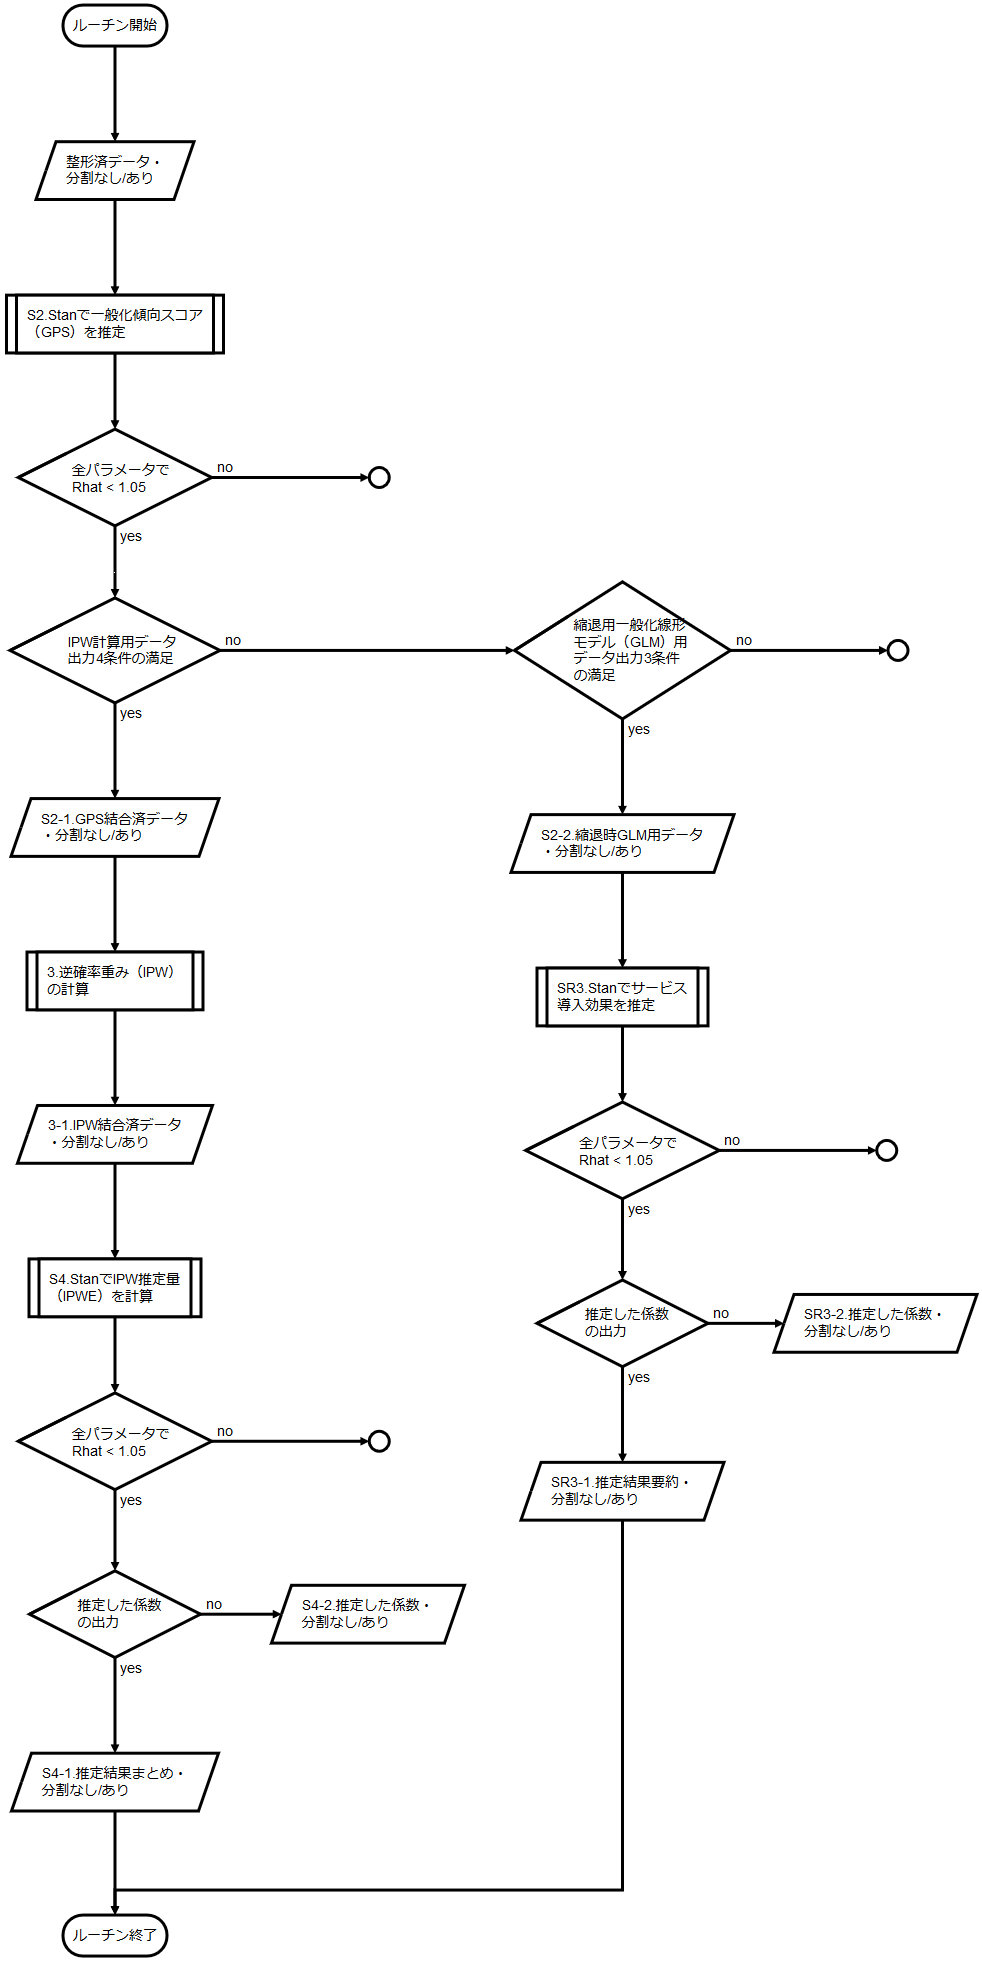 ルーチン開始
整形済データ・
分割なし/あり
S2.Stanで一般化傾向スコア
（GPS）を推定
全パラメータで
Rhat < 1.05
no
yes
IPW計算用データ
出力4条件の満足
no
yes
縮退用一般化線形
モデル（GLM）用
データ出力3条件
の満足
no
yes
S2-1.GPS結合済データ
・分割なし/あり
S2-2.縮退時GLM用データ
・分割なし/あり
3.逆確率重み（IPW）
の計算
SR3.Stanでサービス
導入効果を推定
3-1.IPW結合済データ
・分割なし/あり
全パラメータで
Rhat < 1.05
no
yes
S4.StanでIPW推定量
（IPWE）を計算
推定した係数
の出力
no
yes
SR3-2.推定した係数・
分割なし/あり
全パラメータで
Rhat < 1.05
no
yes
SR3-1.推定結果要約・
分割なし/あり
推定した係数
の出力
no
yes
S4-2.推定した係数・
分割なし/あり
S4-1.推定結果まとめ・
分割なし/あり
ルーチン終了